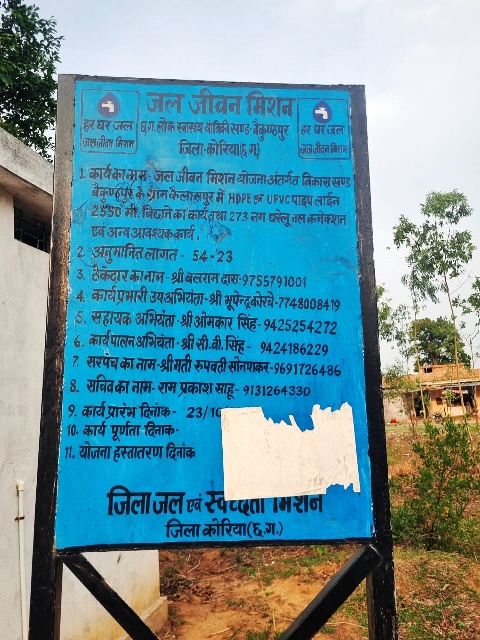 जल जीवन मिशन
हर घर जल
जल जीवन मिशन
छ.ग. लोक स्वास्थ्य यांत्रिकी खण्ड-बैकुण्ठपुर
जिला-कोरिया (छ.ग.)
हर घर जल
जल जीवन मिशन
1. कार्य का नाम- जल जीवन मिशन योजना अंतर्गत विकास खण्ड
बैकुण्ठपुर के ग्राम कैलाशपुर में HDPE एवं UPVC पाइप लाईन
2550 मी. बिछाने का कार्य तथा 273 नग घरेलू नल कनेक्शन
एवं अन्य आवश्यक कार्य.
2. अनुमानित लागत - 54-23
3. ठेकेदार का नाम - श्री बलराम दास-9755791001
4. कार्य प्रभारी उपअभियंता- श्री भूपेन्द्र कोरचे-7748008419
5. सहायक अभियंता- श्री ओमकार सिंह- 9425254272
6. कार्यपालन अभियंता- श्री सी.बी. सिंह- 9424186229
7. सरपंच का नाम - श्रीमती रूपवती सोनपाकर-9691726486
8. सचिव का नाम- राम प्रकाश साहू- 9131264330
9. कार्य प्रारंभ दिनांक- 23/10
10. कार्य पूर्णता दिनांक-
11. योजना हस्तातरण दिनांक
जिला जल एवं स्वच्छता मिशन
जिला कोरिया (छ.ग.)